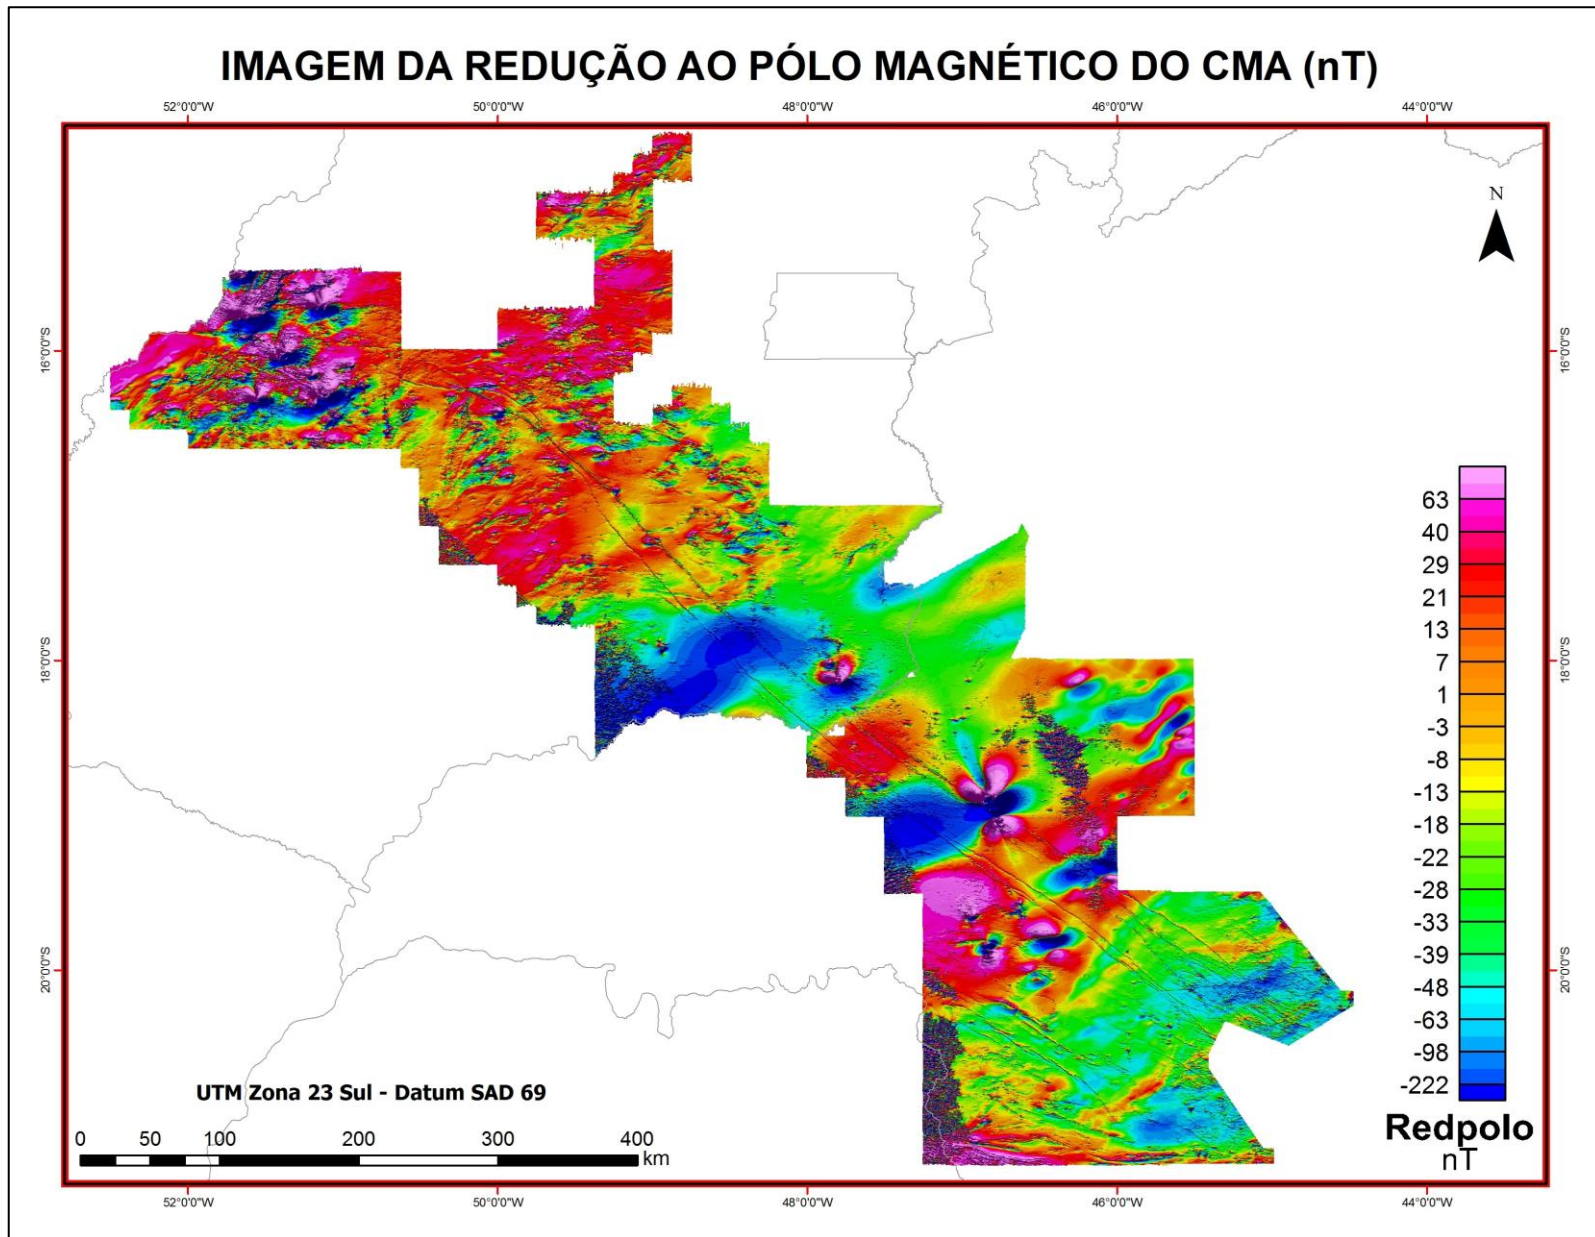 IMAGEM DA REDUÇÃO AO PÓLO MAGNÉTICO DO CMA (nT)
52°0'0"W 50°0'0"W 48°0'0"W 46°0'0"W 44°0'0"W
N
16°0'0"S 16°0'0"S
63
40
29
21
13
7
18°0'0"S 18°0'0"S
1
-3
-8
-13
-18
-22
-28
-33
-39
20°0'0"S 20°0'0"S
-48
-63
-98
-222
UTM Zona 23 Sul - Datum SAD 69
Redpolo
nT
0 50 100 200 300 400
km
52°0'0"W 50°0'0"W 48°0'0"W 46°0'0"W 44°0'0"W